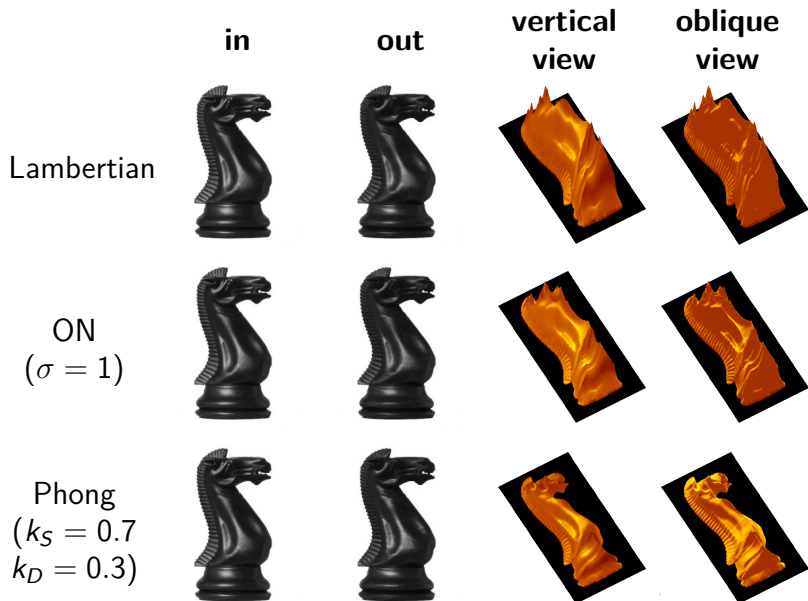 in out vertical view oblique view
Lambertian
ON
(σ = 1)
Phong
(k_S = 0.7
k_D = 0.3)